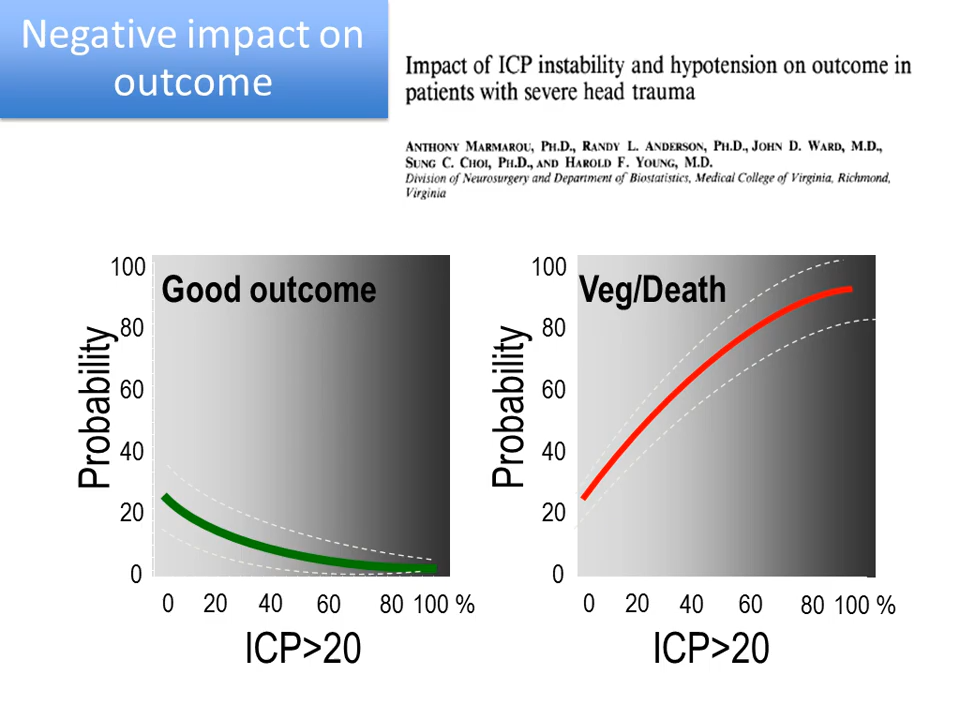 Negative impact on
outcome
Impact of ICP instability and hypotension on outcome in
patients with severe head trauma
ANTHONY MARMAROU, PH.D., RANDY L. ANDERSON, PH.D., JOHN D. WARD, M.D.,
SUNG C. CHOI, PH.D., AND HAROLD F. YOUNG, M.D.
Division of Neurosurgery and Department of Biostatistics, Medical College of Virginia, Richmond,
Virginia
Good outcome
Probability
100
80
60
40
20
0
0 20 40 60 80 100 %
ICP>20
Veg/Death
Probability
100
80
60
40
20
0
0 20 40 60 80 100 %
ICP>20